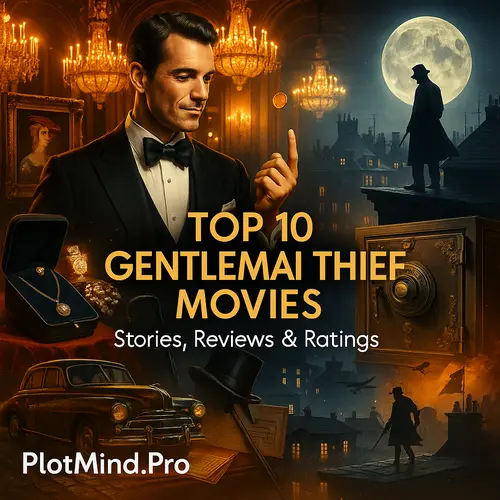 TOP 10
GENTLEMAI THIEF
MOVIES
Stories, Reviews & Ratings
PlotMind.Pro